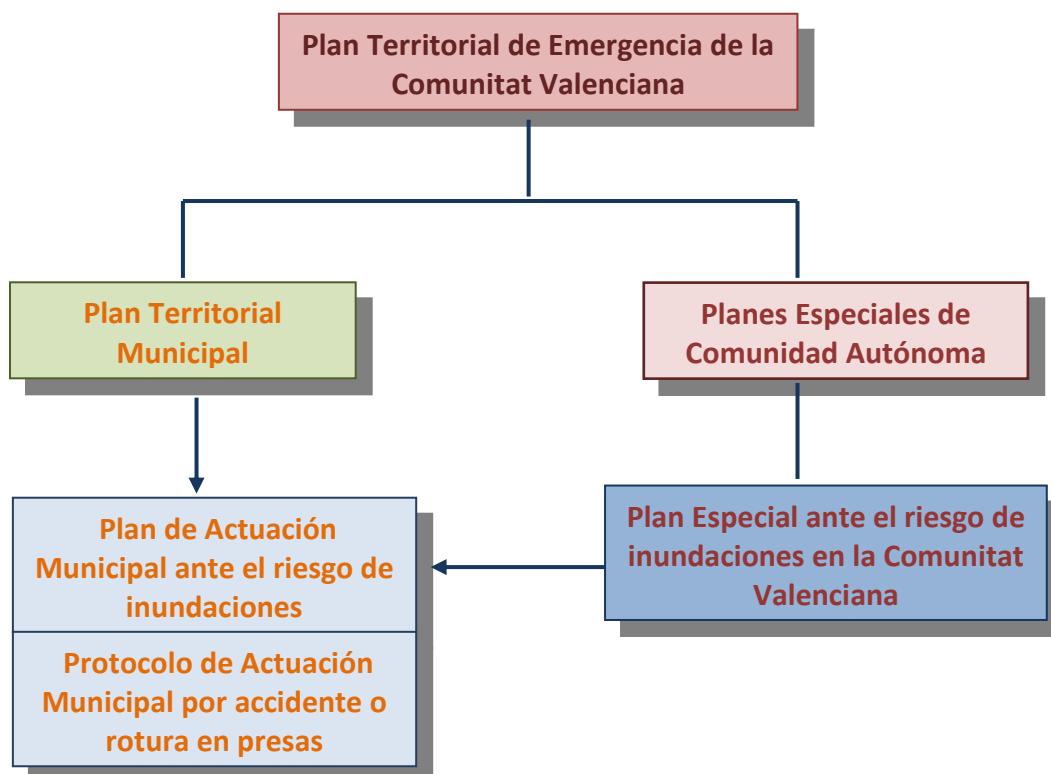 Plan Territorial de Emergencia de la
Comunitat Valenciana
Plan Territorial
Municipal
Planes Especiales de
Comunidad Autónoma
Plan de Actuación
Municipal ante el riesgo de
inundaciones
Plan Especial ante el riesgo de
inundaciones en la Comunitat
Valenciana
Protocolo de Actuación
Municipal por accidente o
rotura en presas